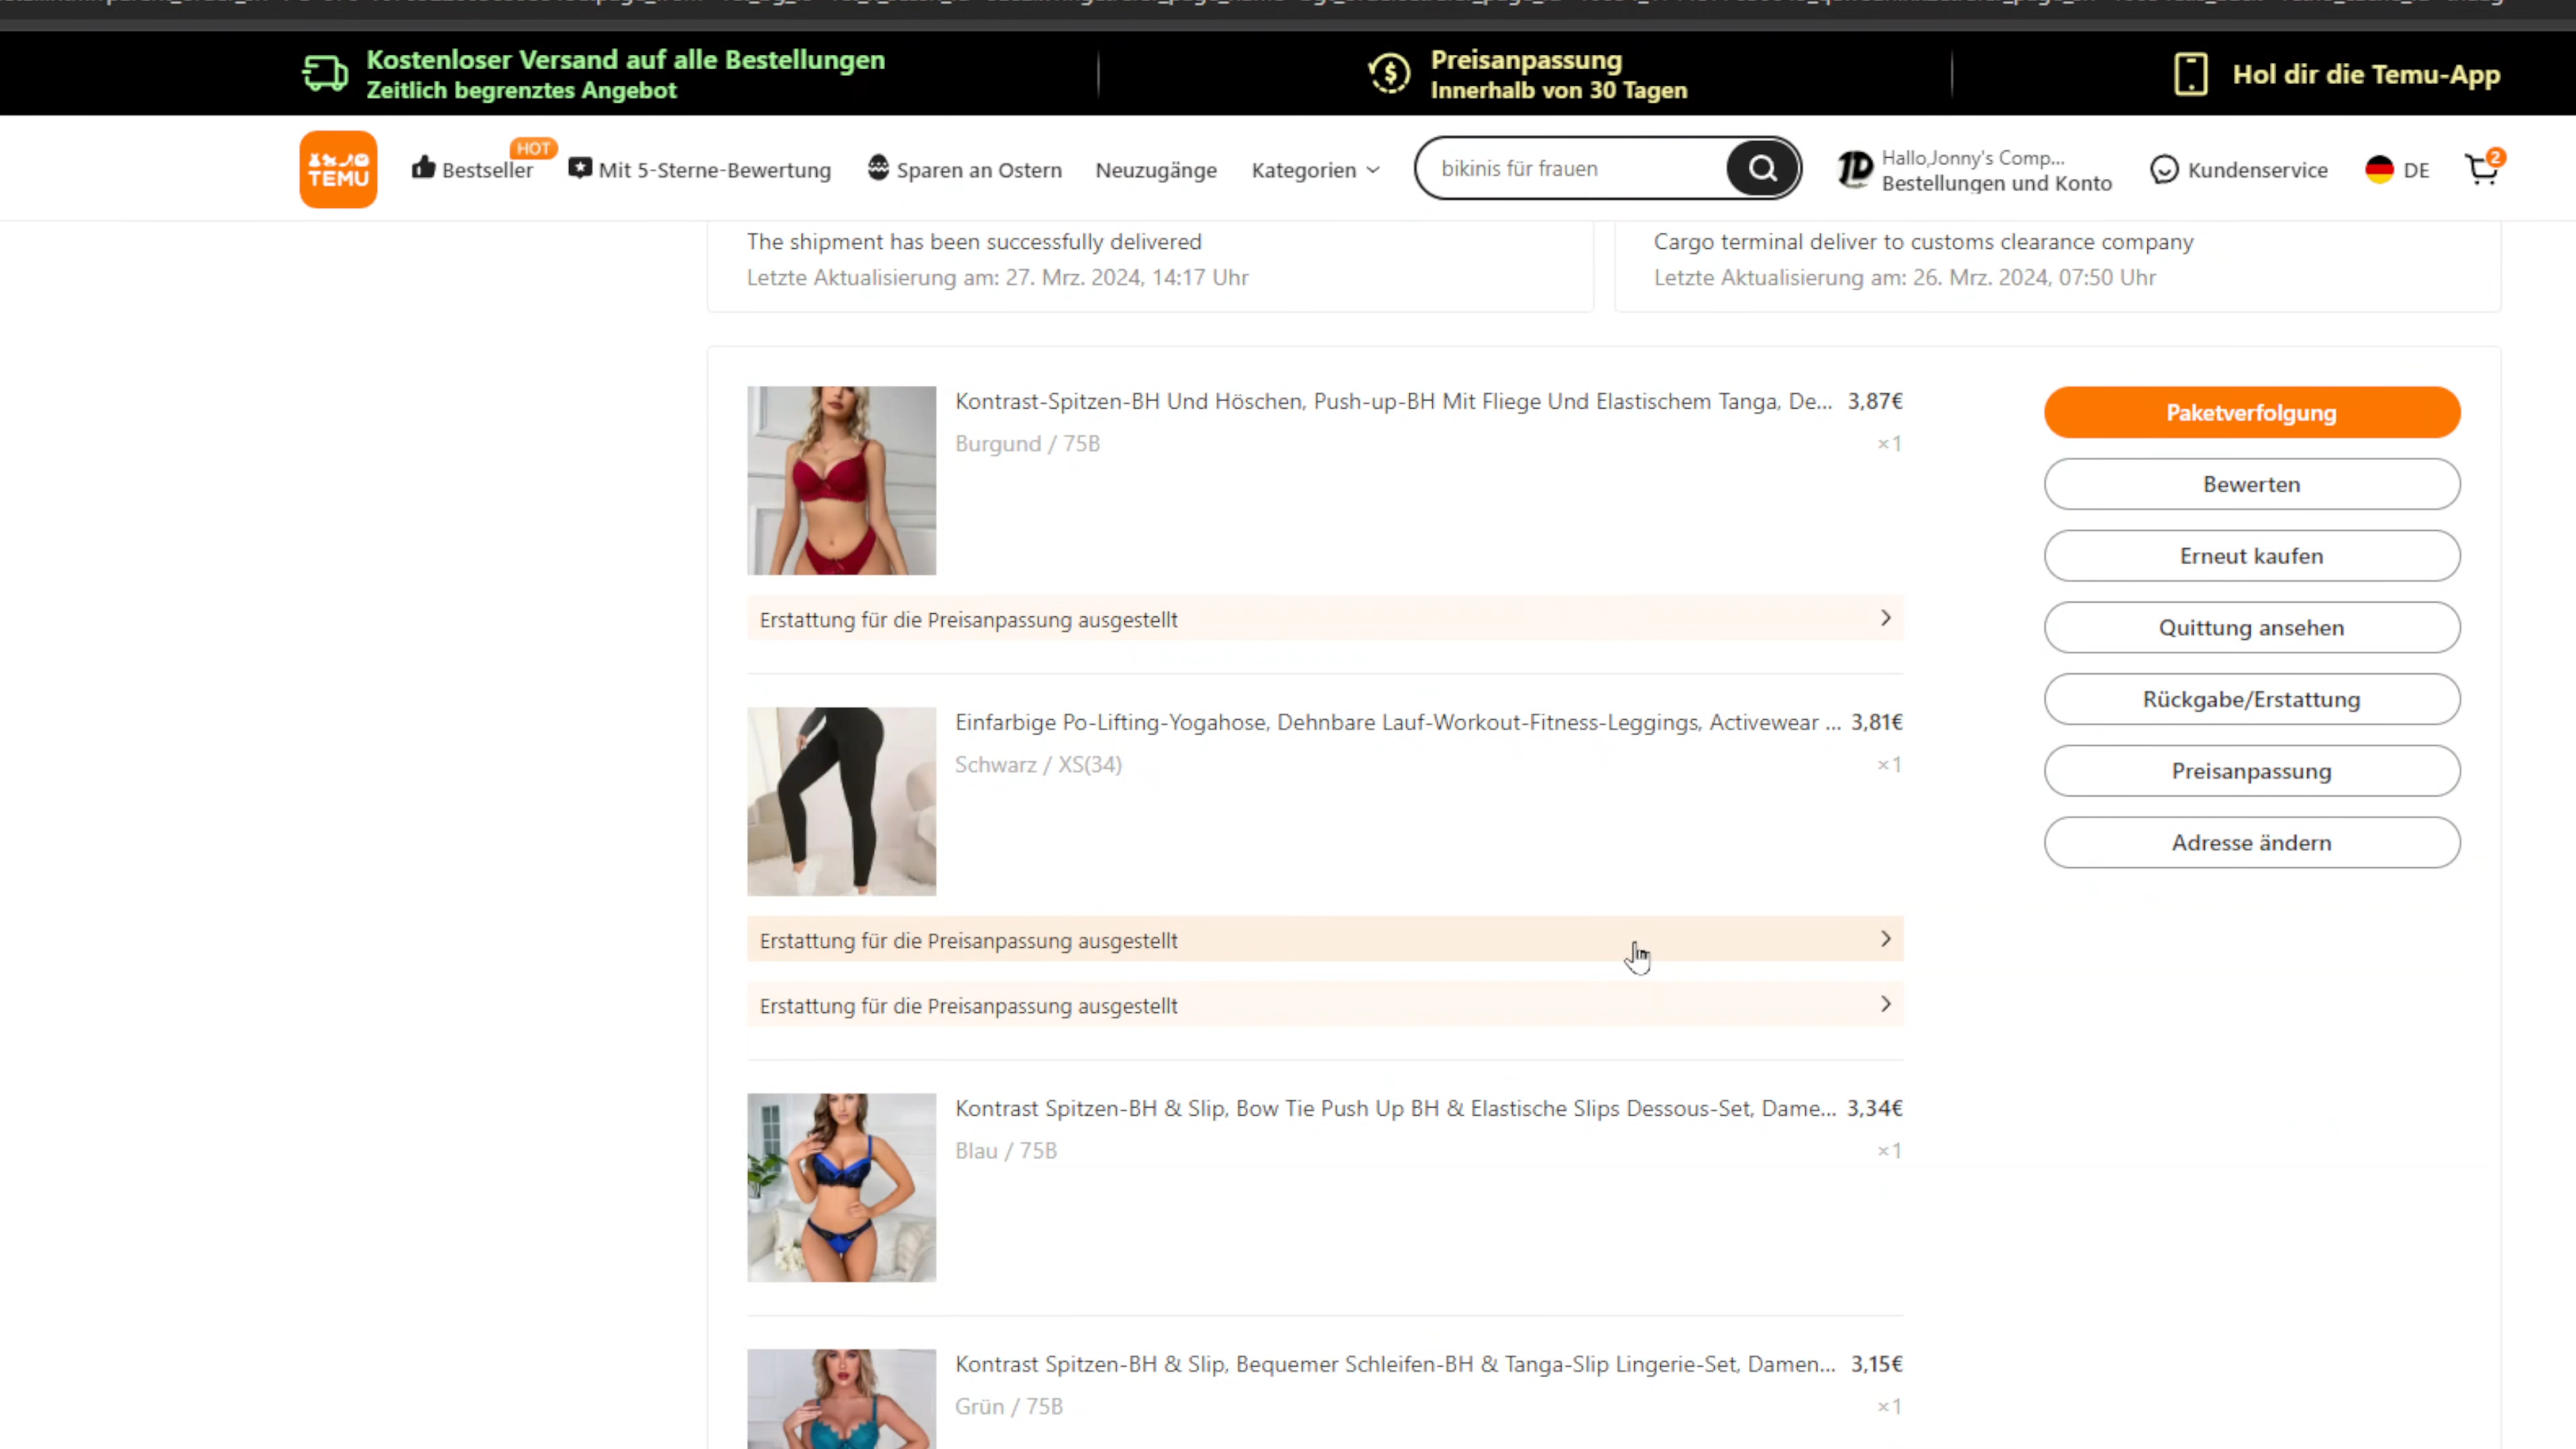 Kostenloser Versand auf alle Bestellungen
Zeitlich begrenztes Angebot
Preisanpassung
Innerhalb von 30 Tagen
Hol dir die Temu-App
TEMU
Bestseller
HOT
Mit 5-Sterne-Bewertung
Sparen an Ostern
Neuzugänge
Kategorien
bikinis für frauen
Hallo,Jonny's Comp...
Bestellungen und Konto
Kundenservice
DE
2
The shipment has been successfully delivered
Letzte Aktualisierung am: 27. Mrz. 2024, 14:17 Uhr
Cargo terminal deliver to customs clearance company
Letzte Aktualisierung am: 26. Mrz. 2024, 07:50 Uhr
Kontrast-Spitzen-BH Und Höschen, Push-up-BH Mit Fliege Und Elastischem Tanga, De... 3,87€
Burgund / 75B ×1
Erstattung für die Preisanpassung ausgestellt
Einfarbige Po-Lifting-Yogahose, Dehnbare Lauf-Workout-Fitness-Leggings, Activewear ... 3,81€
Schwarz / XS(34) ×1
Erstattung für die Preisanpassung ausgestellt
Erstattung für die Preisanpassung ausgestellt
Kontrast Spitzen-BH & Slip, Bow Tie Push Up BH & Elastische Slips Dessous-Set, Dame... 3,34€
Blau / 75B ×1
Kontrast Spitzen-BH & Slip, Bequemer Schleifen-BH & Tanga-Slip Lingerie-Set, Damen... 3,15€
Grün / 75B ×1
Paketverfolgung
Bewerten
Erneut kaufen
Quittung ansehen
Rückgabe/Erstattung
Preisanpassung
Adresse ändern